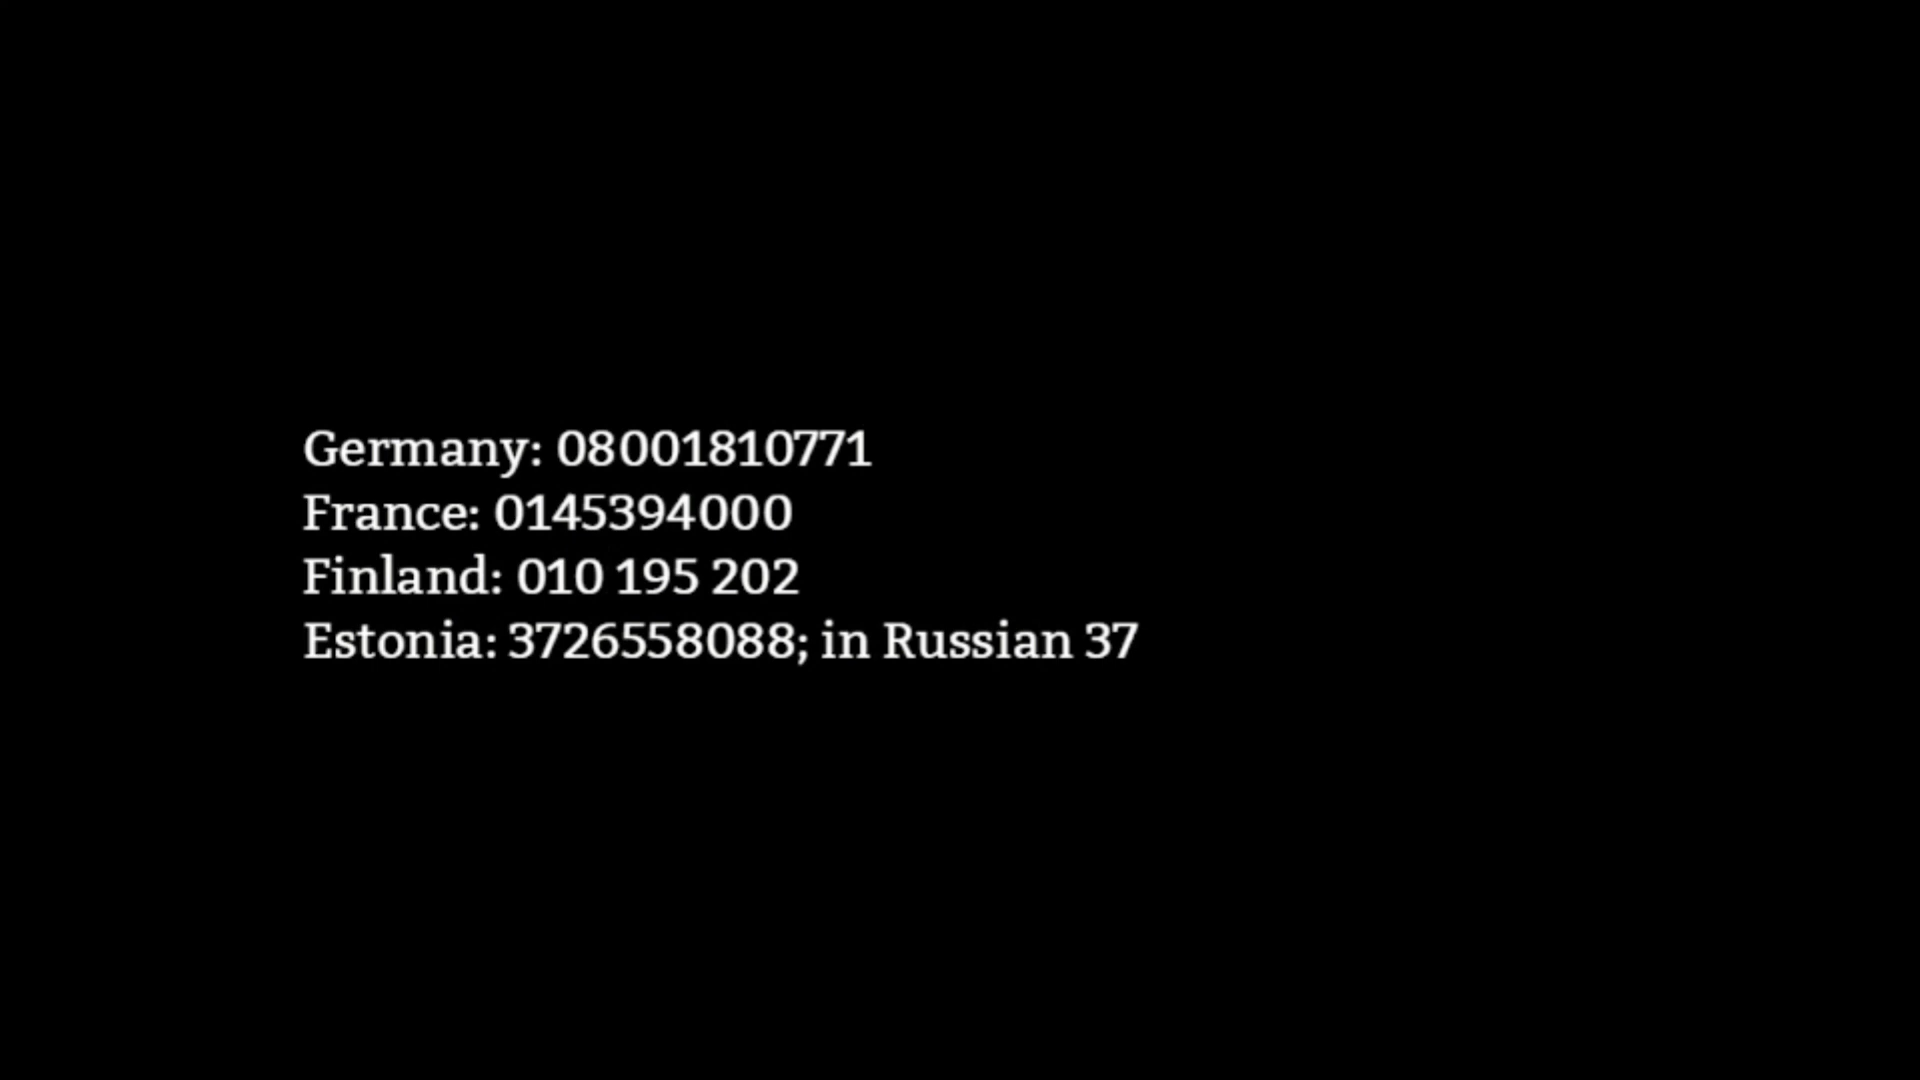 Germany: 08001810771
France: 0145394000
Finland: 010 195 202
Estonia: 3726558088; in Russian 37